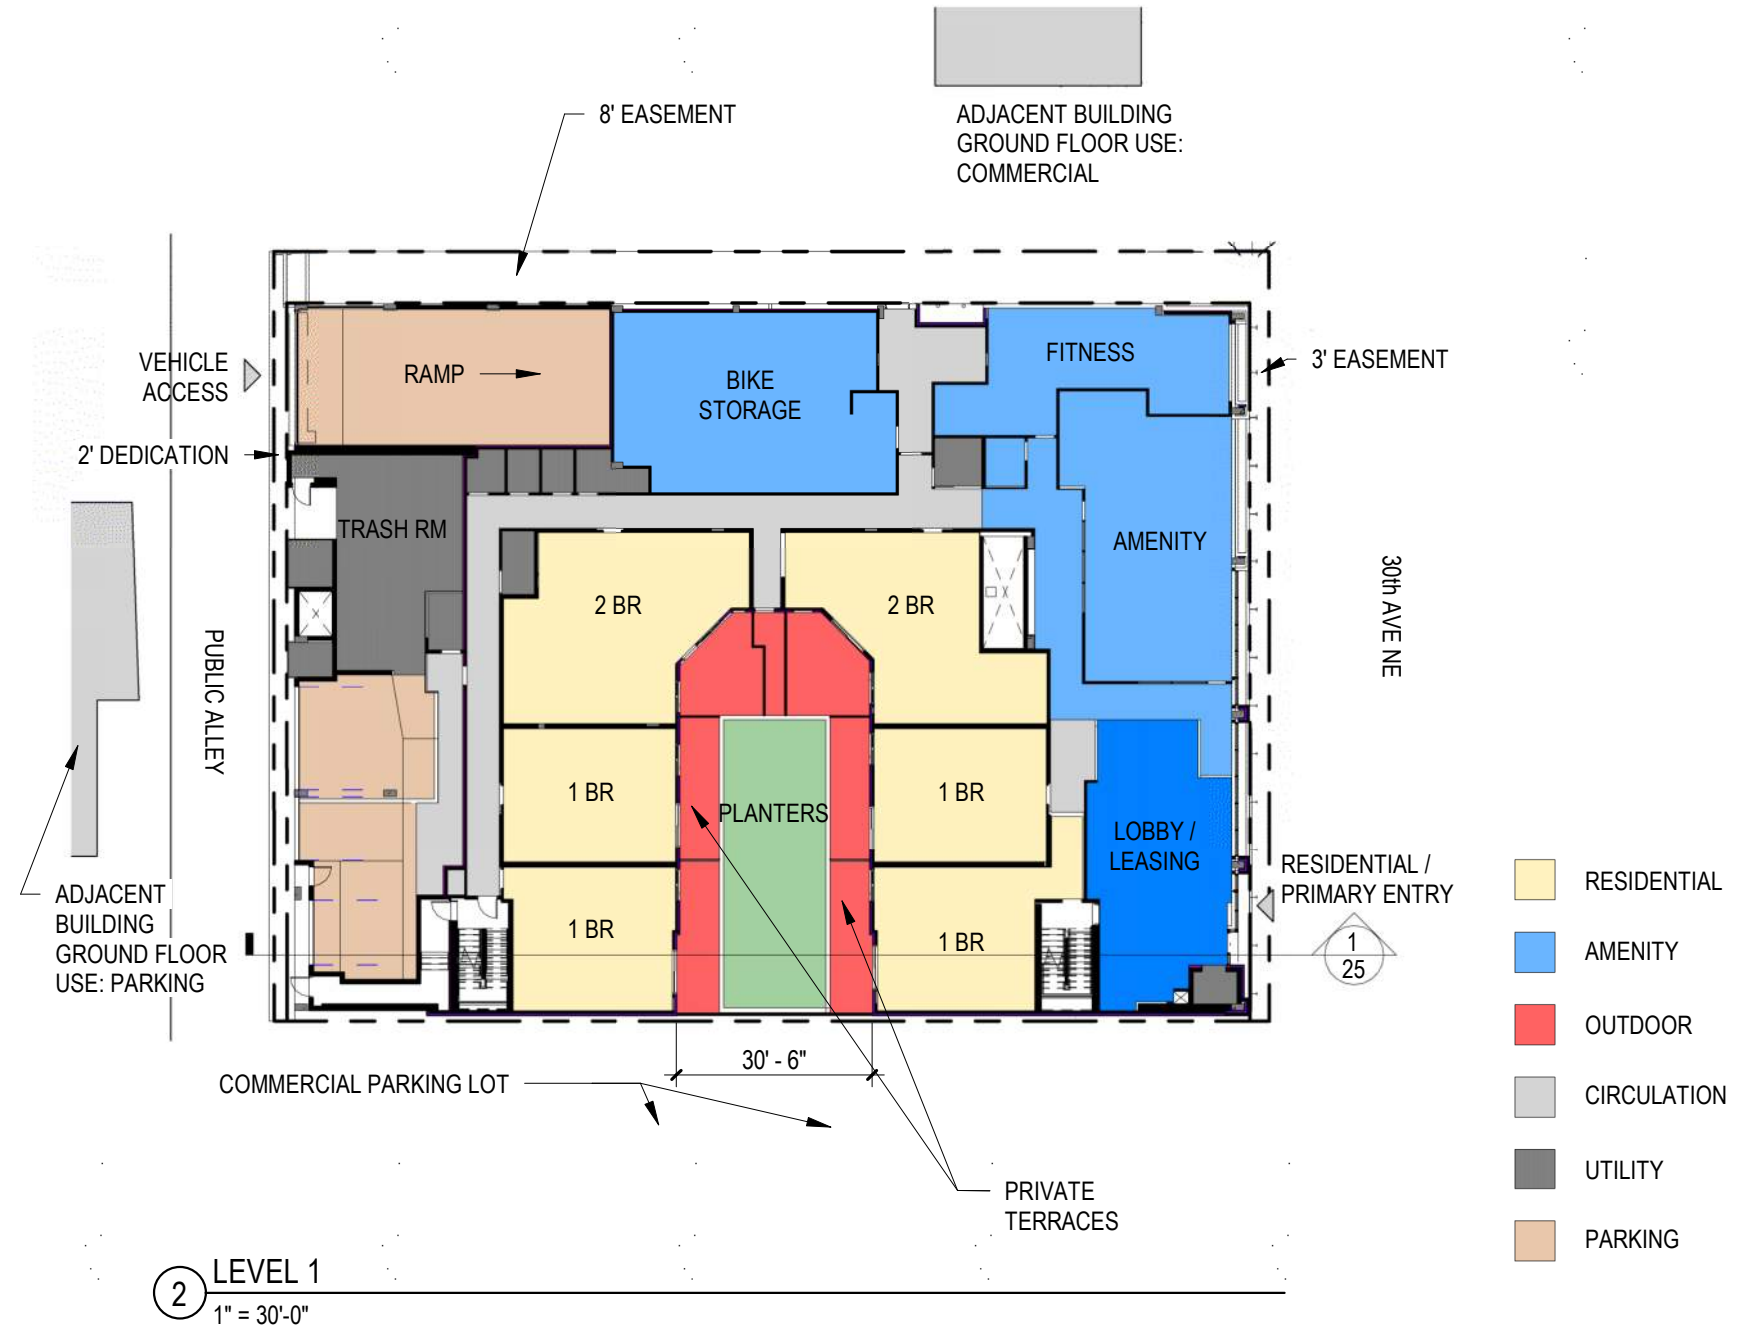 8' EASEMENT
ADJACENT BUILDING
GROUND FLOOR USE:
COMMERCIAL
VEHICLE
ACCESS
RAMP
BIKE
STORAGE
FITNESS
3' EASEMENT
2' DEDICATION
TRASH RM
AMENITY
30th AVE NE
2 BR
2 BR
PUBLIC ALLEY
1 BR
PLANTERS
1 BR
LOBBY /
LEASING
RESIDENTIAL /
PRIMARY ENTRY
ADJACENT
BUILDING
GROUND FLOOR
USE: PARKING
1 BR
1 BR
1
25
30' - 6"
COMMERCIAL PARKING LOT
PRIVATE
TERRACES
RESIDENTIAL
AMENITY
OUTDOOR
CIRCULATION
UTILITY
PARKING
2
LEVEL 1
1" = 30'-0"